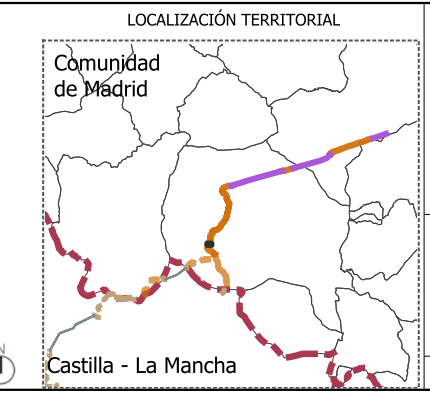 LOCALIZACIÓN TERRITORIAL
Comunidad
de Madrid
Castilla - La Mancha
N